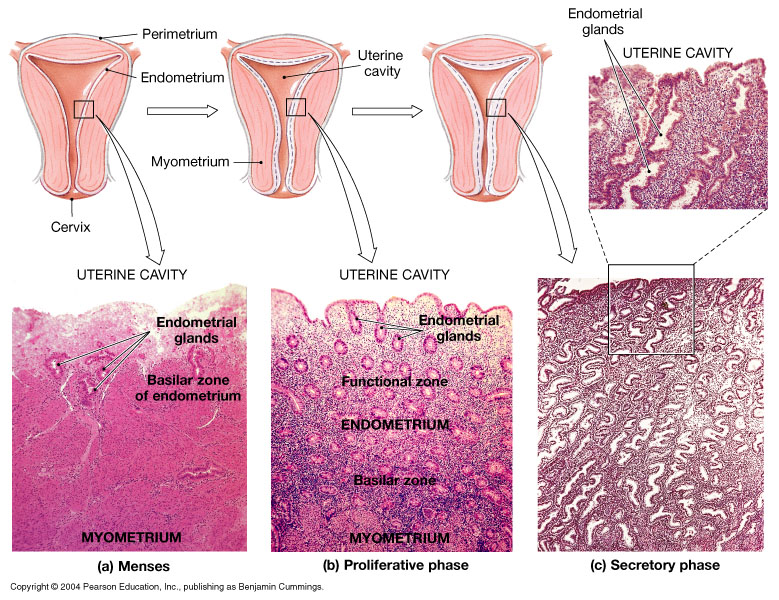 Perimetrium
Endometrium
Uterine
cavity
Myometrium
Cervix
Endometrial
glands
UTERINE CAVITY
UTERINE CAVITY
Endometrial
glands
Basilar zone
of endometrium
MYOMETRIUM
(a) Menses
UTERINE CAVITY
Endometrial
glands
Functional zone
ENDOMETRIUM
Basilar zone
MYOMETRIUM
(b) Proliferative phase
(c) Secretory phase
Copyright © 2004 Pearson Education, Inc., publishing as Benjamin Cummings.